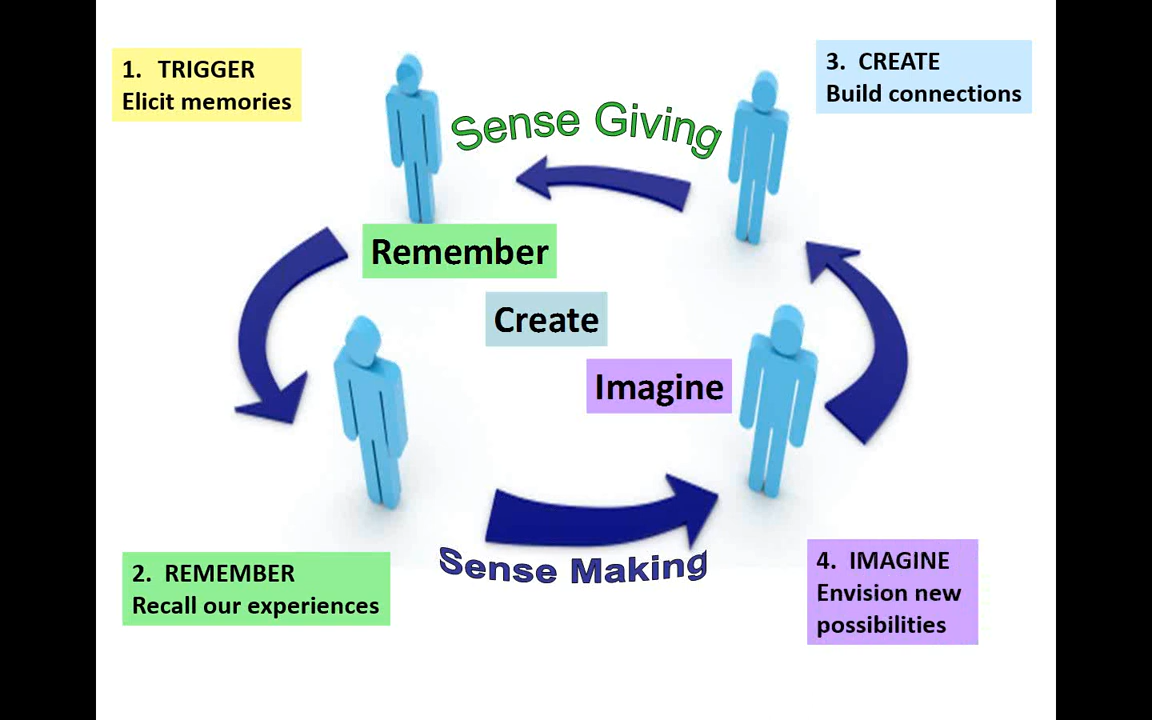 1. TRIGGER
Elicit memories
3. CREATE
Build connections
Sense Giving
Remember
Create
Imagine
Sense Making
2. REMEMBER
Recall our experiences
4. IMAGINE
Envision new
possibilities